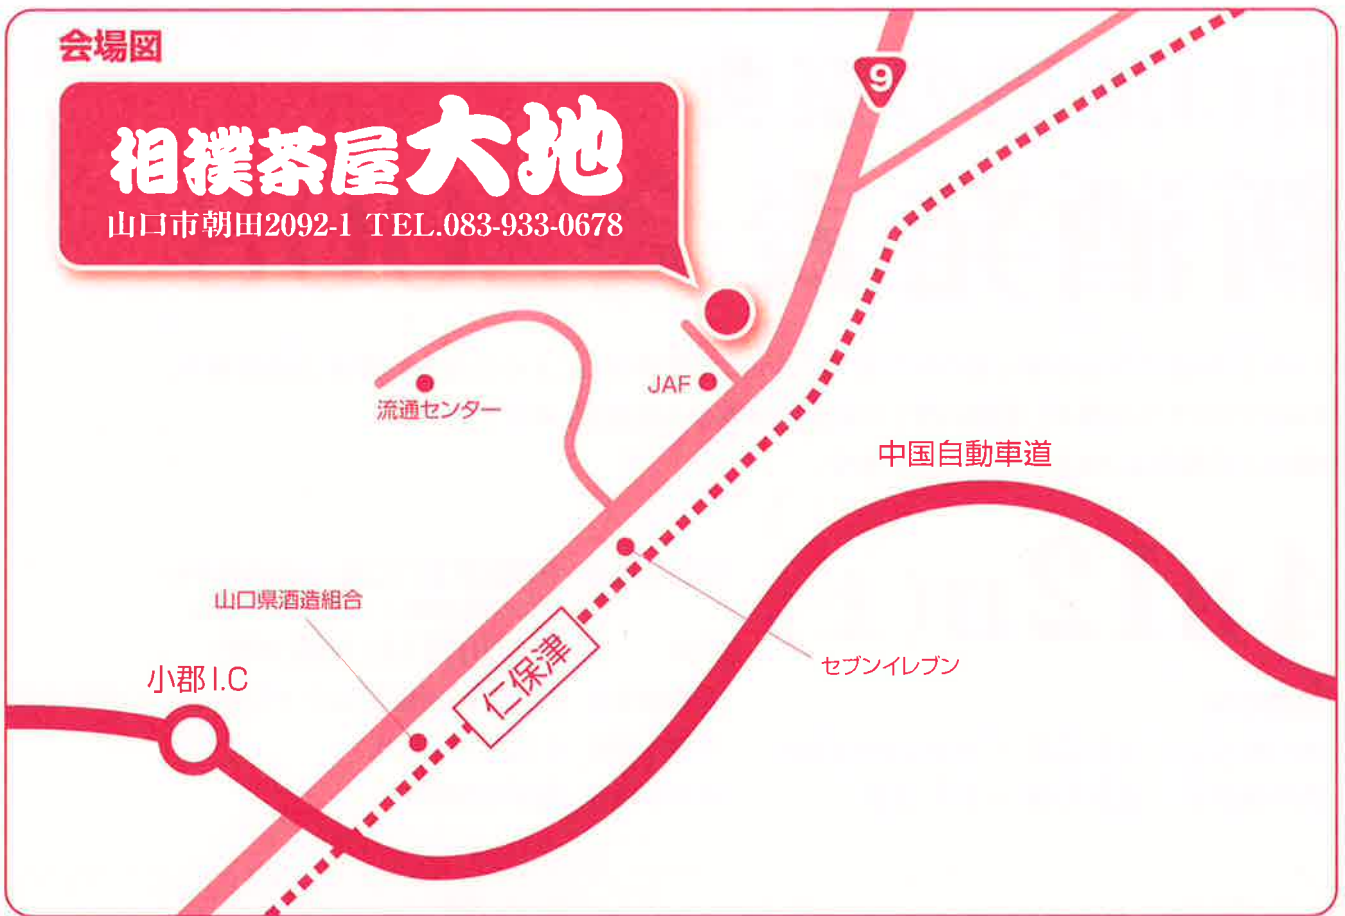 会場図
9
相撲茶屋大地
山口市朝田2092-1 TEL.083-933-0678
JAF
流通センター
中国自動車道
山口県酒造組合
セブンイレブン
仁保津
小郡I.C